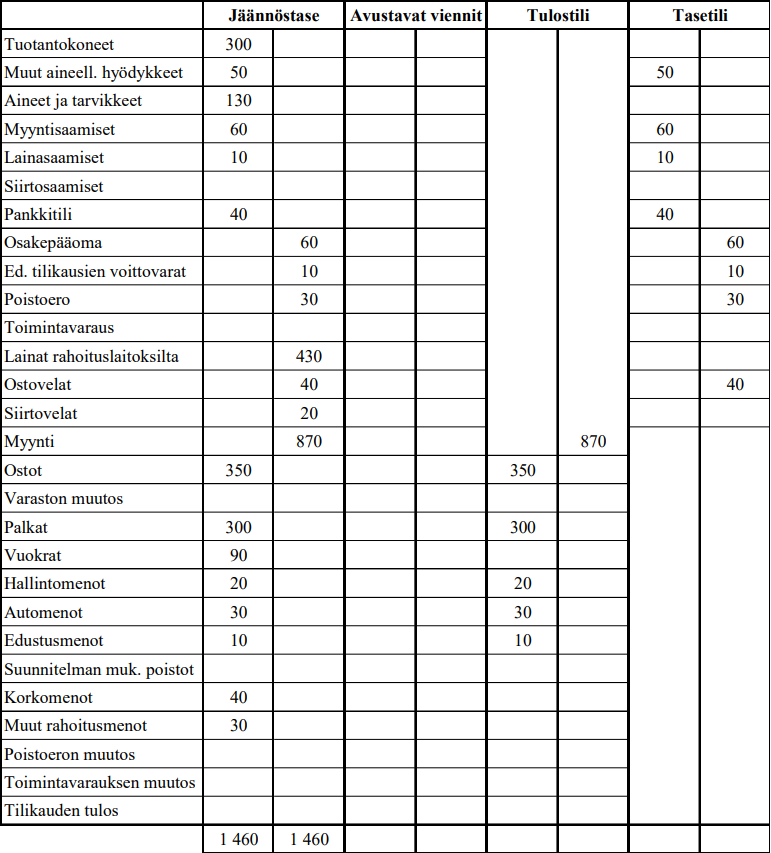 Jäännöstase Avustavat viennit Tulostili Tasetili
Tuotantokoneet 300
Muut aineell. hyödykkeet 50 50
Aineet ja tarvikkeet 130
Myyntisaamiset 60 60
Lainasaamiset 10 10
Siirtosaamiset
Pankkitili 40 40
Osakepääoma 60 60
Ed. tilikausien voittovarat 10 10
Poistoero 30 30
Toimintavaraus
Lainat rahoituslaitoksilta 430
Ostovelat 40 40
Siirtovelat 20
Myynti 870 870
Ostot 350 350
Varaston muutos
Palkat 300 300
Vuokrat 90
Hallintomenot 20 20
Automenot 30 30
Edustusmenot 10 10
Suunnitelman muk. poistot
Korkomenot 40
Muut rahoitusmenot 30
Poistoeron muutos
Toimintavarauksen muutos
Tilikauden tulos
1 460 1 460